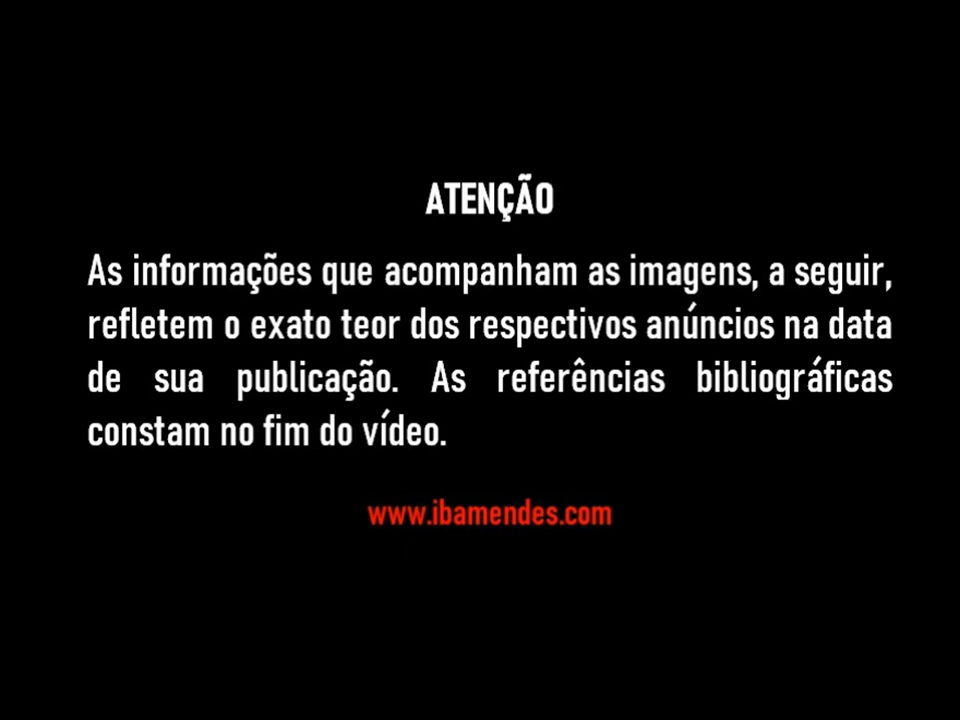 ATENÇÃO
As informações que acompanham as imagens, a seguir,
refletem o exato teor dos respectivos anúncios na data
de sua publicação. As referências bibliográficas
constam no fim do vídeo.
www.ibamendes.com